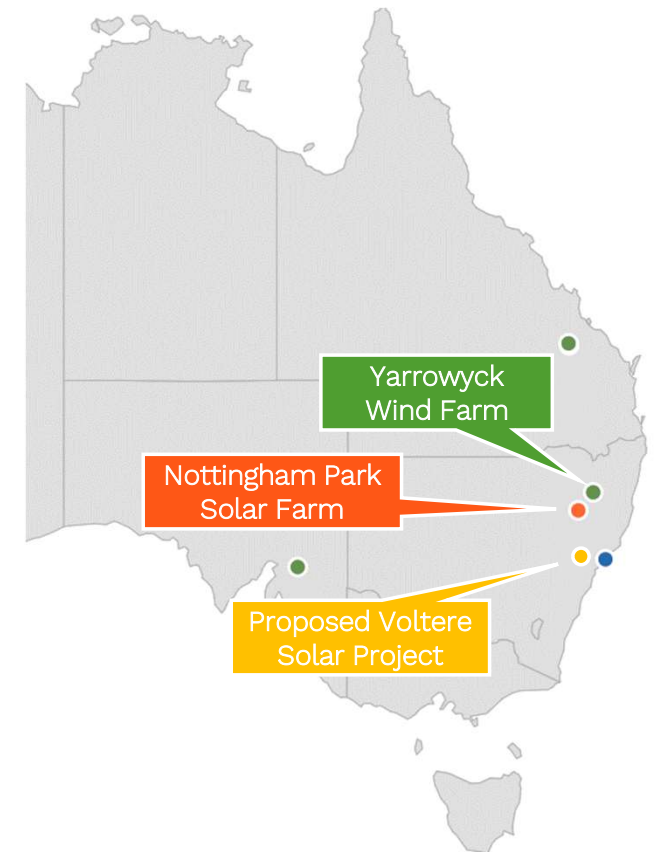 Yarrowyck
Wind Farm
Nottingham Park
Solar Farm
Proposed Voltere
Solar Project